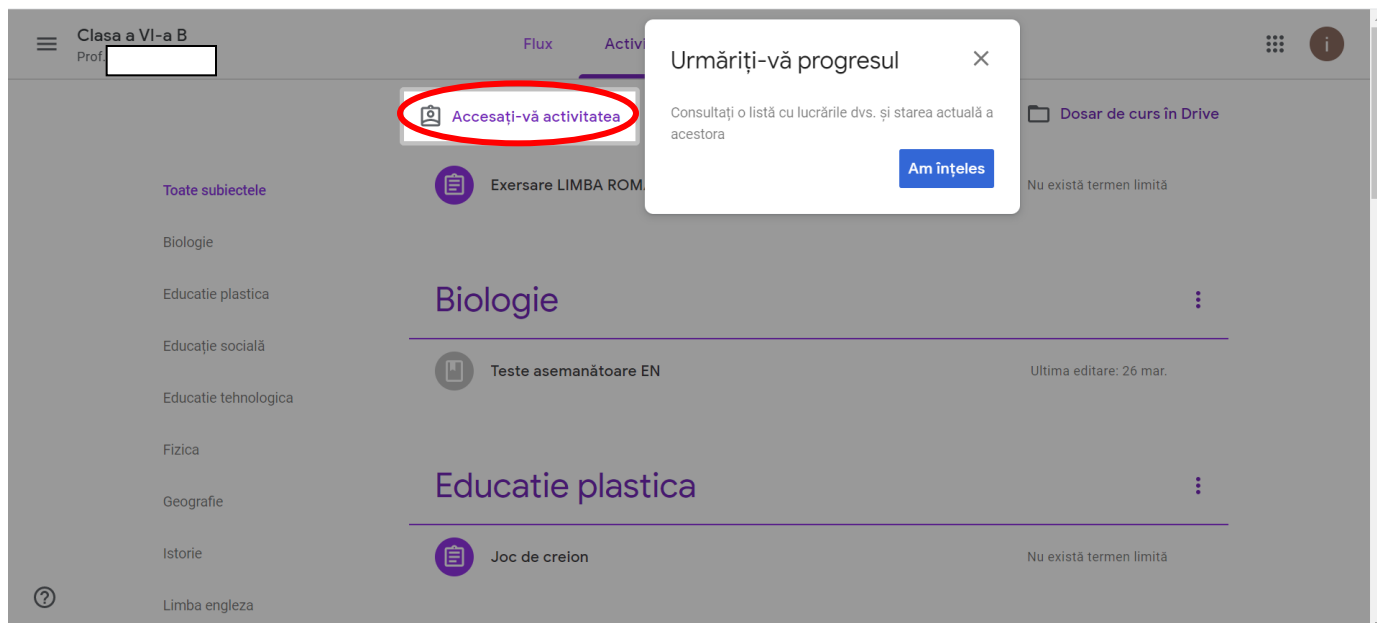 Clasa a VI-a B
Prof.
Flux
Activi
Urmăriți-vă progresul
Consultați o listă cu lucrările dvs. și starea actuală a
acestora
Am înțeles
i
Accesați-vă activitatea
Dosar de curs în Drive
Toate subiectele
Biologie
Educatie plastica
Educație socială
Educatie tehnologica
Fizica
Geografie
Istorie
Limba engleza
Exersare LIMBA ROM
Nu există termen limită
Biologie
Teste asemanătoare EN
Ultima editare: 26 mar.
Educatie plastica
Joc de creion
Nu există termen limită